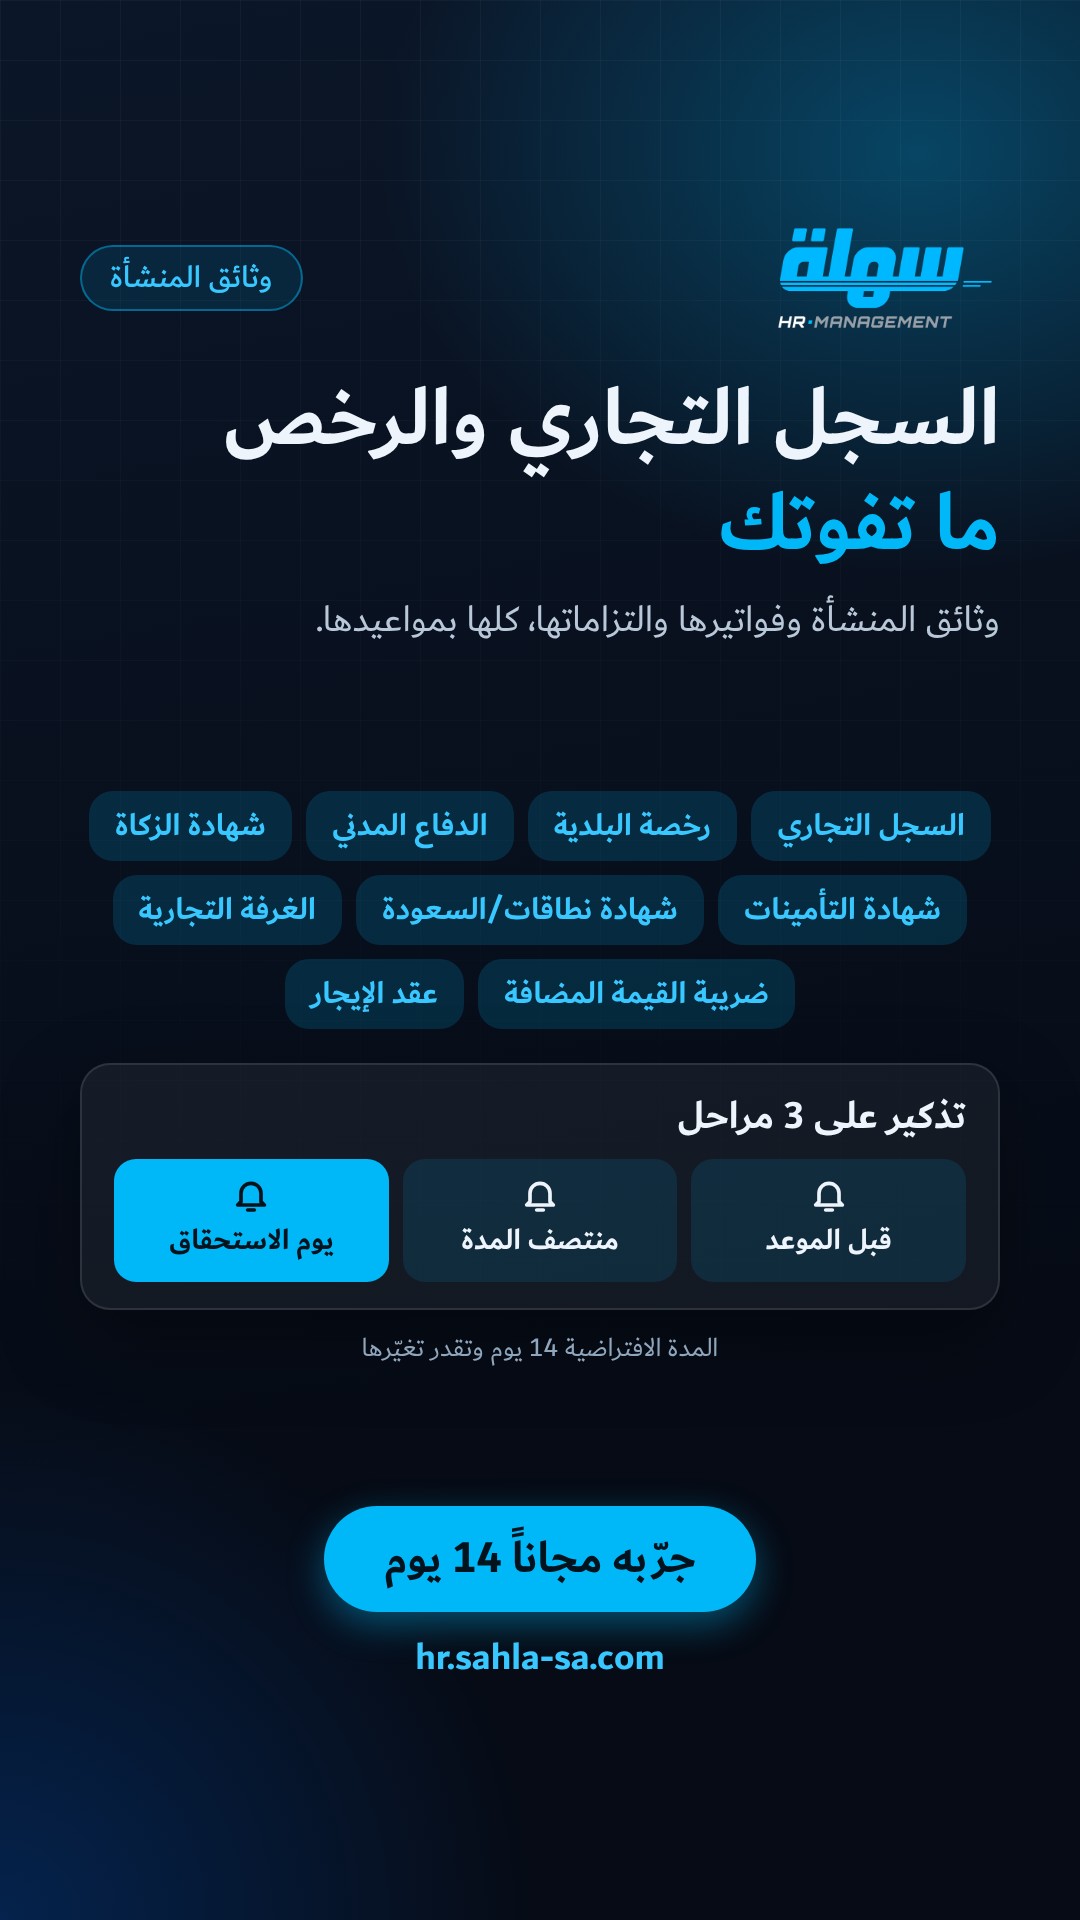 سهلة
HR·MANAGEMENT
وثائق المنشأة
السجل التجاري والرخص
ما تفوتك
وثائق المنشأة وفواتيرها والتزاماتها، كلها بمواعيدها.
السجل التجاري
رخصة البلدية
الدفاع المدني
شهادة الزكاة
شهادة التأمينات
شهادة نطاقات/السعودة
الغرفة التجارية
ضريبة القيمة المضافة
عقد الإيجار
تذكير على 3 مراحل
قبل الموعد
منتصف المدة
يوم الاستحقاق
المدة الافتراضية 14 يوم وتقدر تغيّرها
جرّبه مجاناً 14 يوم
hr.sahla-sa.com